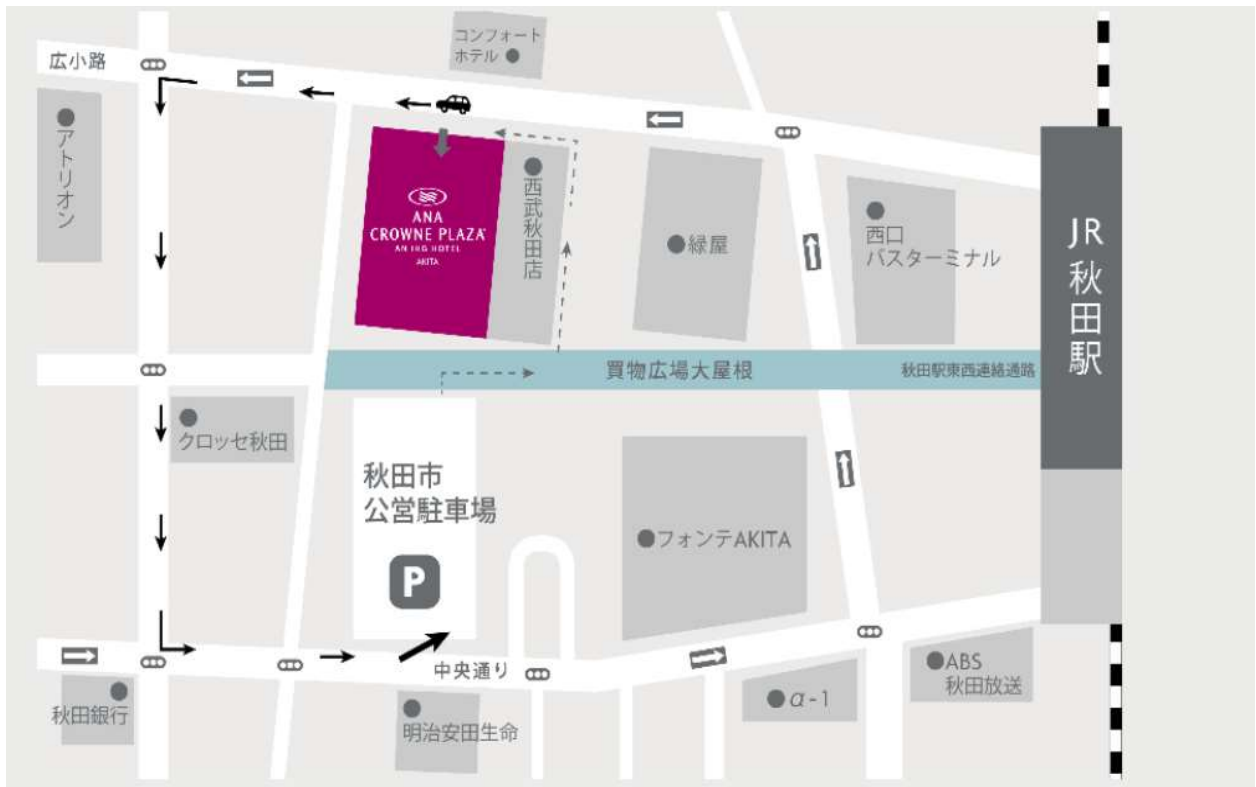 コンフォート
ホテル
広小路
アトリオン
ANA
CROWNE PLAZA
AN IHG HOTEL
AKITA
西武秋田店
緑屋
西口
バスターミナル
JR
秋田駅
買物広場大屋根
秋田駅東西連絡通路
クロッセ秋田
秋田市
公営駐車場
P
フォンテAKITA
中央通り
秋田銀行
明治安田生命
α-1
ABS
秋田放送